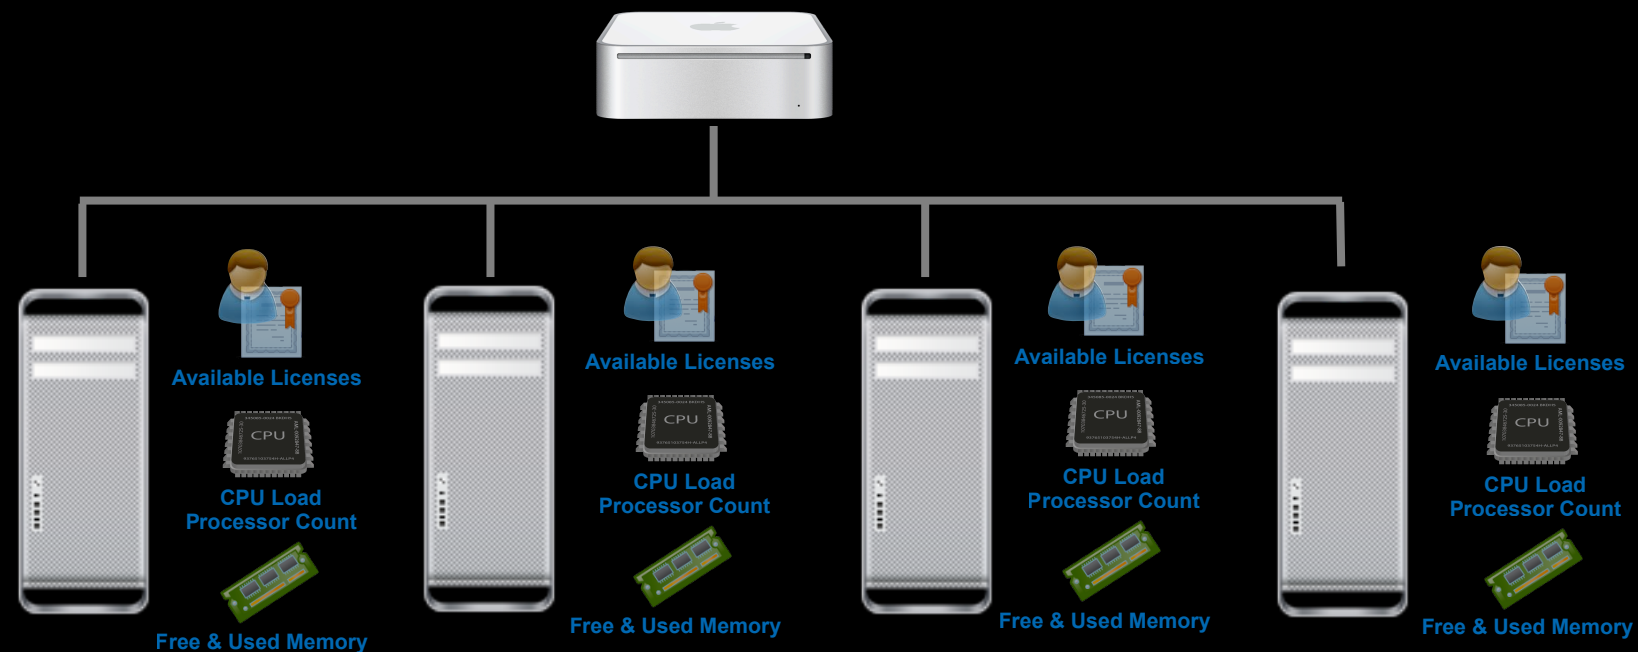 Available Licenses
CPU
CPU Load
Processor Count
Free & Used Memory
Available Licenses
CPU
CPU Load
Processor Count
Free & Used Memory
Available Licenses
CPU
CPU Load
Processor Count
Free & Used Memory
Available Licenses
CPU
CPU Load
Processor Count
Free & Used Memory